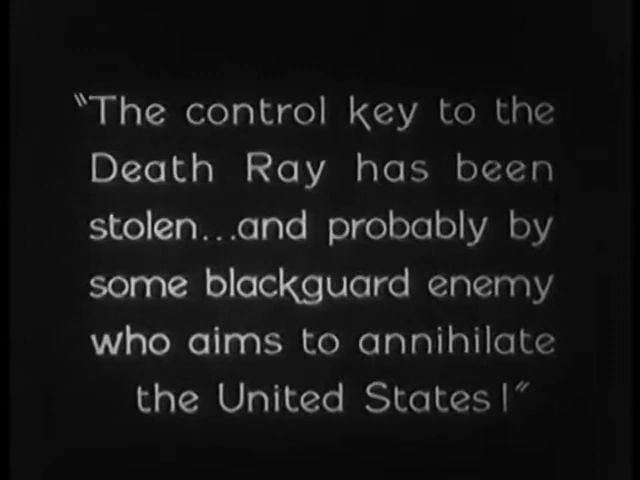 "The control key to the
Death Ray has been
stolen...and probably by
some blackguard enemy
who aims to annihilate
the United States!"